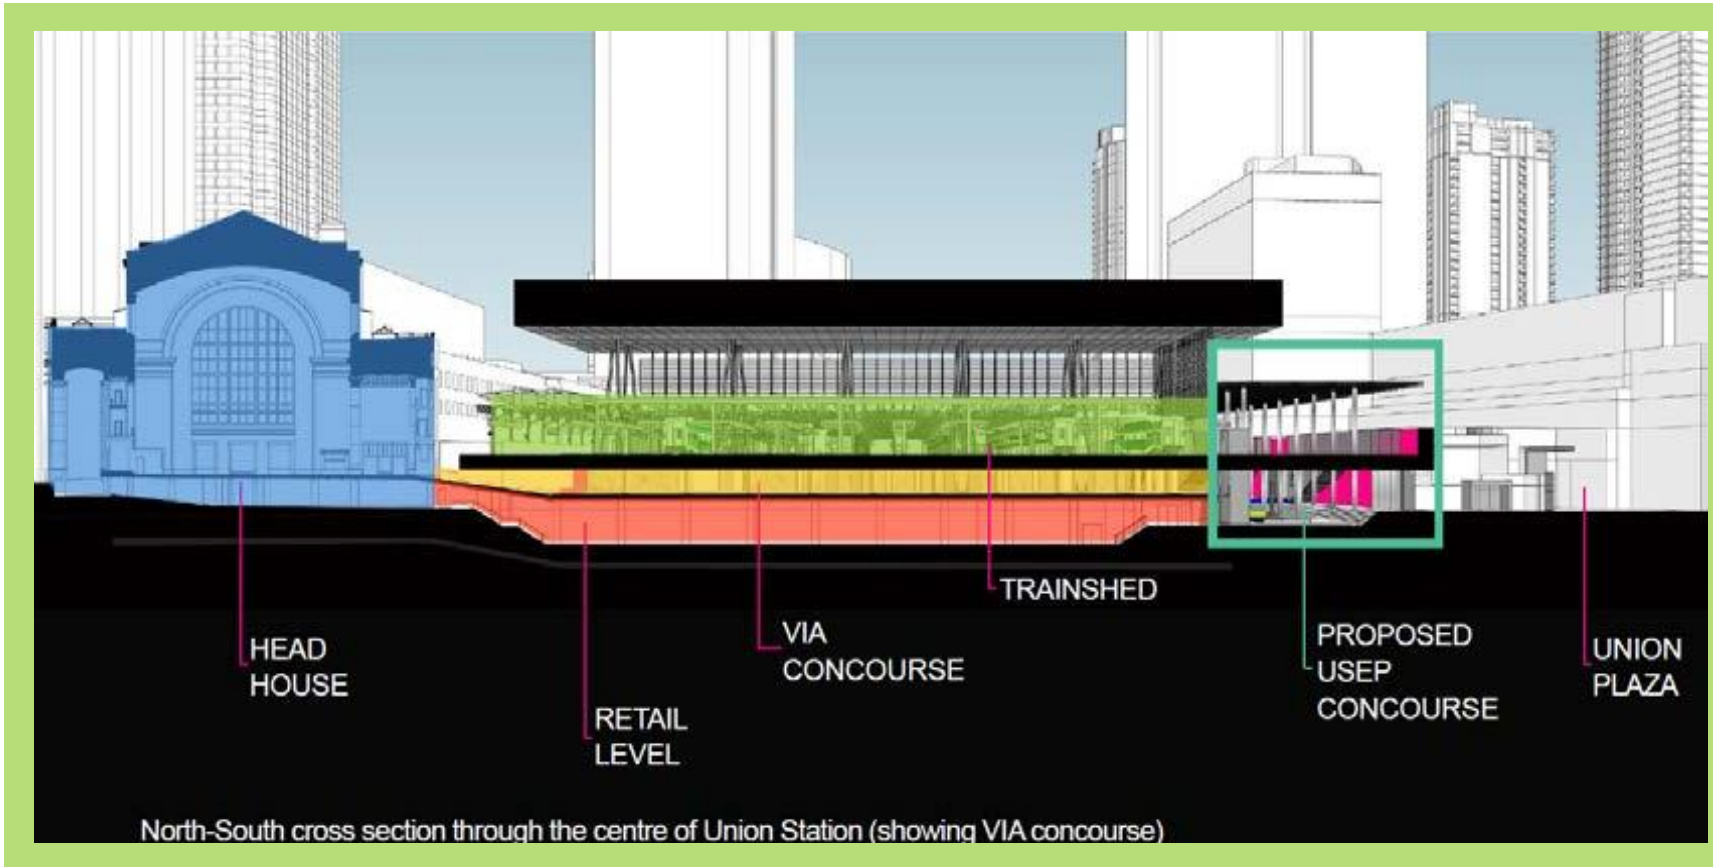 TRAINSHED
HEAD
HOUSE
VIA
CONCOURSE
PROPOSED
USEP
CONCOURSE
UNION
PLAZA
RETAIL
LEVEL
North-South cross section through the centre of Union Station (showing VIA concourse)